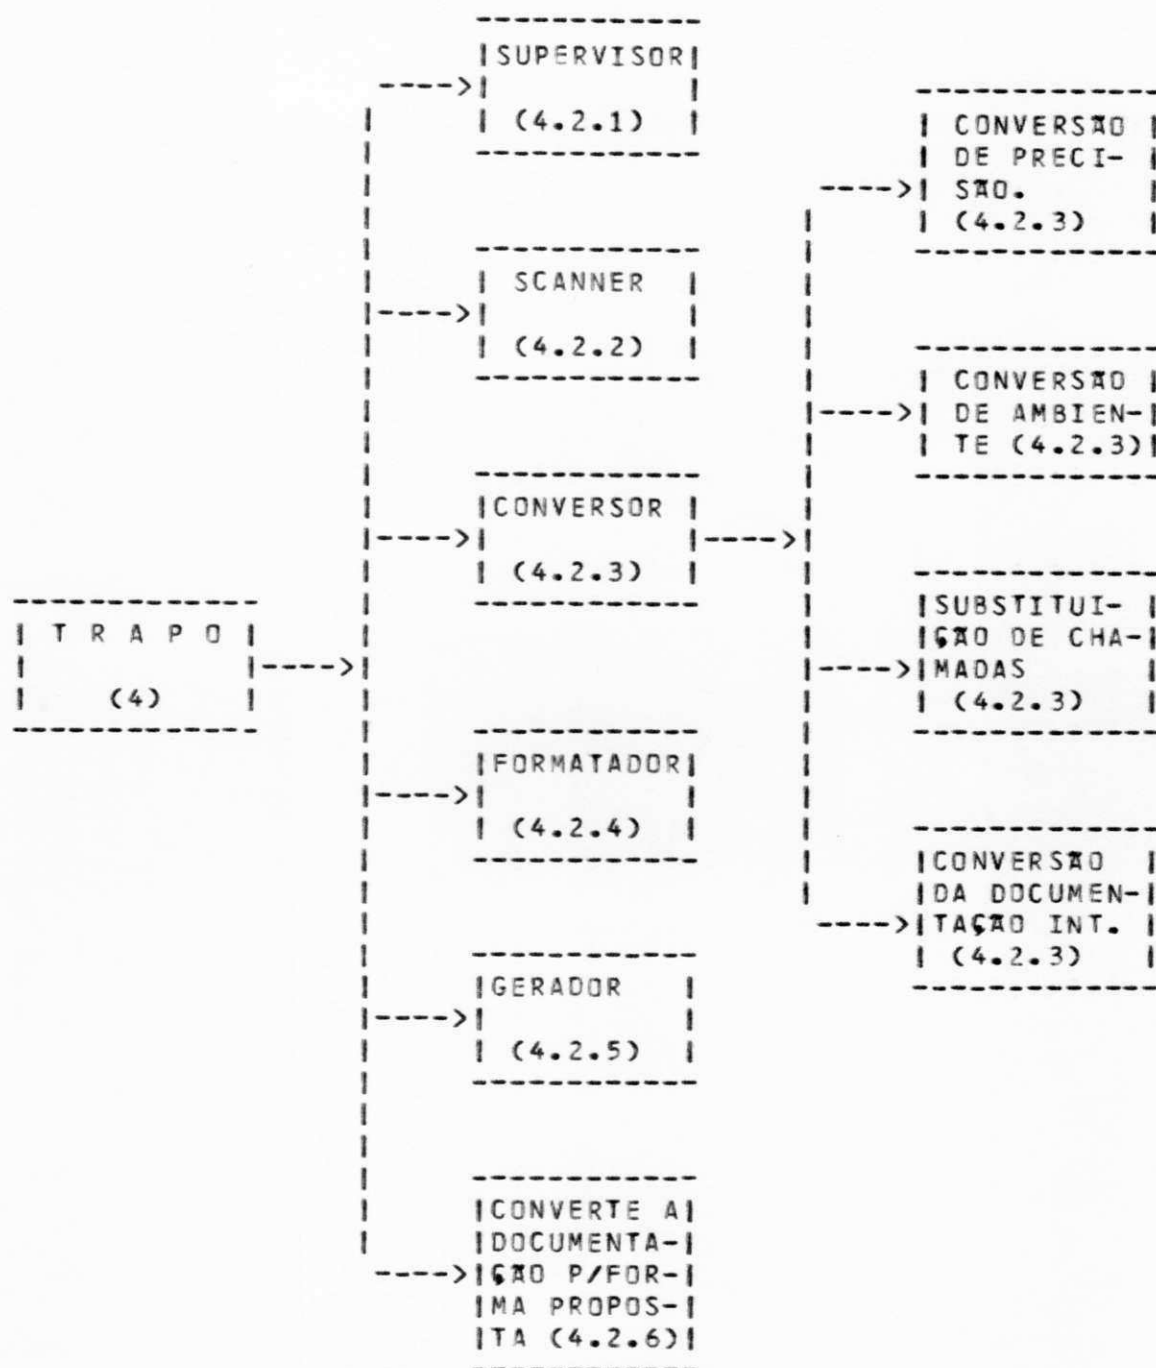 SUPERVISOR
(4.2.1)
CONVERSÃO
DE PRECI-
SÃO.
(4.2.3)
SCANNER
(4.2.2)
CONVERSÃO
DE AMBIEN-
TE (4.2.3)
CONVERSOR
(4.2.3)
SUBSTITUI-
ÇÃO DE CHA-
MADAS
(4.2.3)
T R A P O
(4)
FORMATADOR
(4.2.4)
CONVERSÃO
DA DOCUMEN-
TAÇÃO INT.
(4.2.3)
GERADOR
(4.2.5)
CONVERTE A
DOCUMENTA-
ÇÃO P/FOR-
MA PROPOS-
TA (4.2.6)